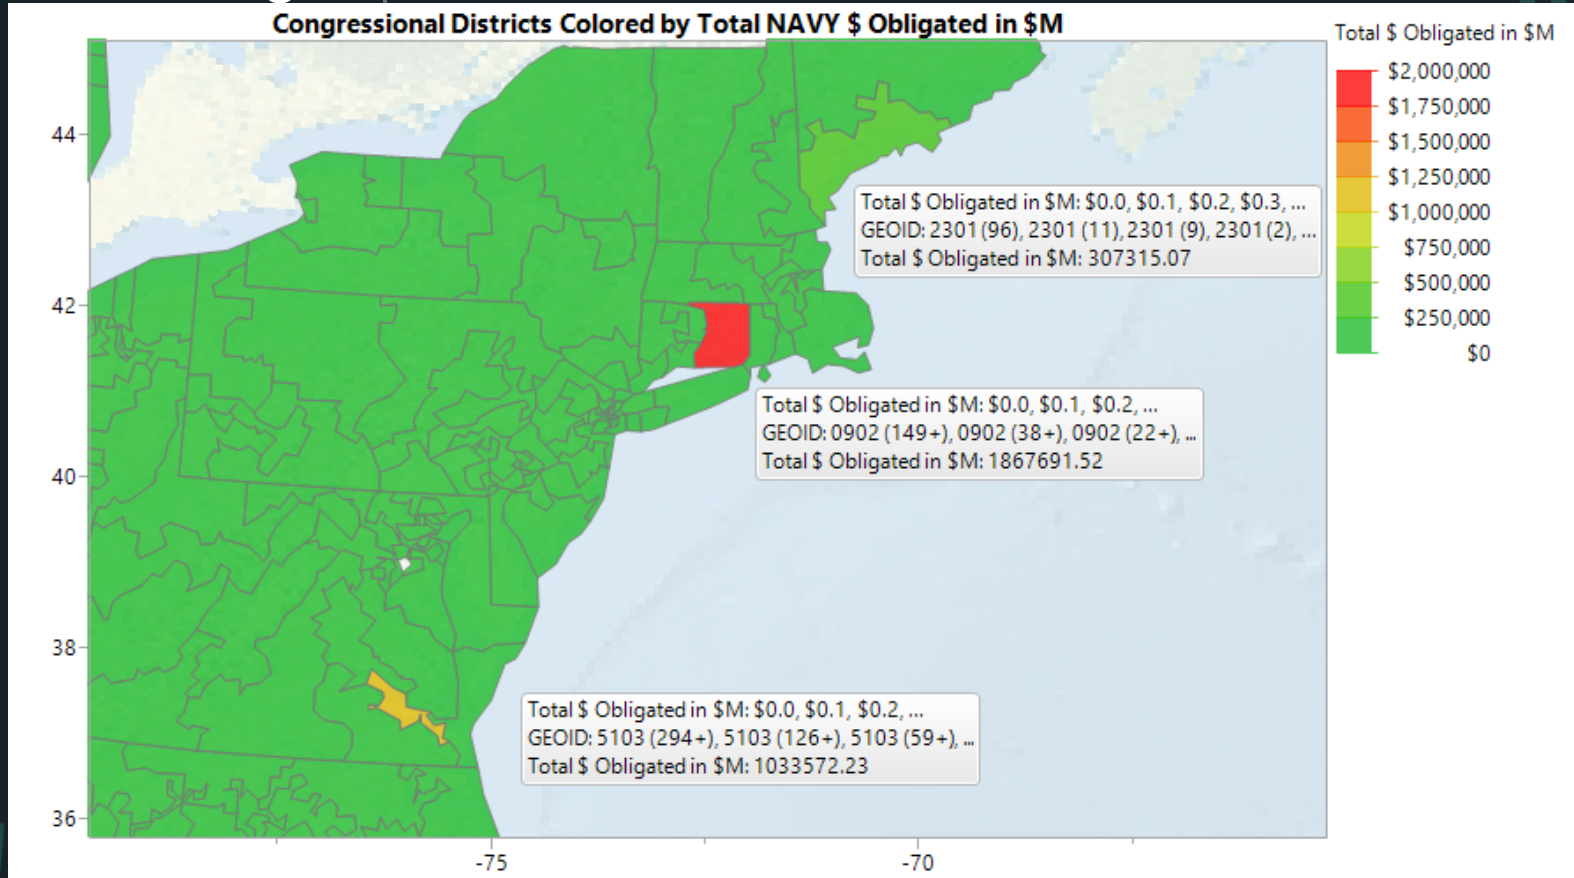 Congressional Districts Colored by Total NAVY $ Obligated in $M
Total $ Obligated in $M
$2,000,000
$1,750,000
$1,500,000
$1,250,000
$1,000,000
$750,000
$500,000
$250,000
$0
44
42
40
38
36
Total $ Obligated in $M: $0.0, $0.1, $0.2, $0.3, ...
GEOID: 2301 (96), 2301 (11), 2301 (9), 2301 (2), ...
Total $ Obligated in $M: 307315.07
Total $ Obligated in $M: $0.0, $0.1, $0.2, ...
GEOID: 0902 (149+), 0902 (38+), 0902 (22+), ...
Total $ Obligated in $M: 1867691.52
Total $ Obligated in $M: $0.0, $0.1, $0.2, ...
GEOID: 5103 (294+), 5103 (126+), 5103 (59+), ...
Total $ Obligated in $M: 1033572.23
-75
-70